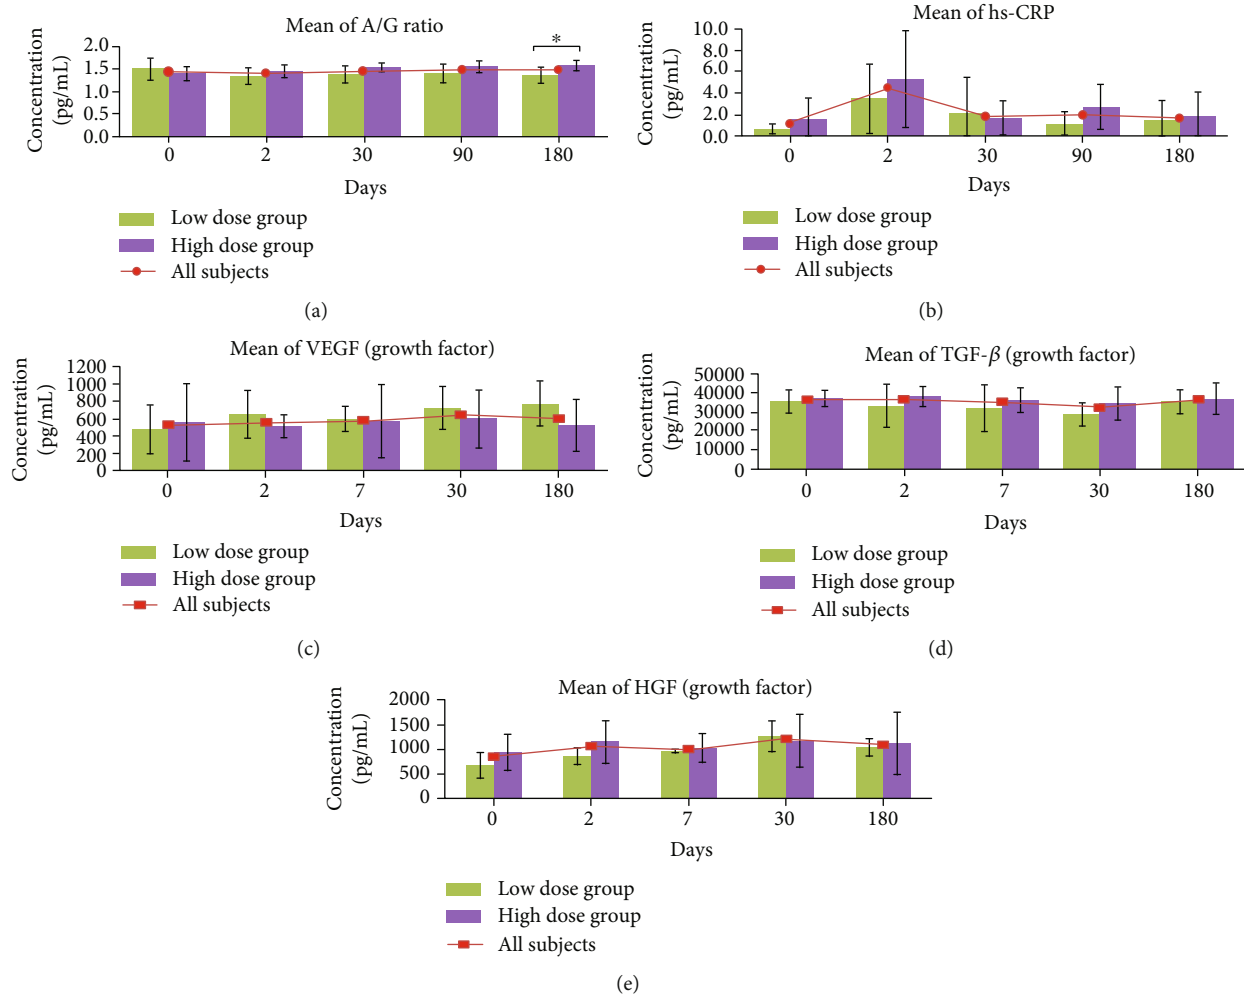 Mean of A/G ratio
Concentration
(pg/mL)
2.0
1.5
1.0
0.5
0.0
*
0 2 30 90 180
Days
Low dose group
High dose group
All subjects
(a)
Mean of hs-CRP
Concentration
(pg/mL)
10.0
8.0
6.0
4.0
2.0
0.0
0 2 30 90 180
Days
Low dose group
High dose group
All subjects
(b)
Mean of VEGF (growth factor)
Concentration
(pg/mL)
1200
1000
800
600
400
200
0
0 2 7 30 180
Days
Low dose group
High dose group
All subjects
(c)
Mean of TGF-β (growth factor)
Concentration
(pg/mL)
50000
40000
30000
20000
10000
0
0 2 7 30 180
Days
Low dose group
High dose group
All subjects
(d)
Mean of HGF (growth factor)
Concentration
(pg/mL)
2000
1500
1000
500
0
0 2 7 30 180
Days
Low dose group
High dose group
All subjects
(e)